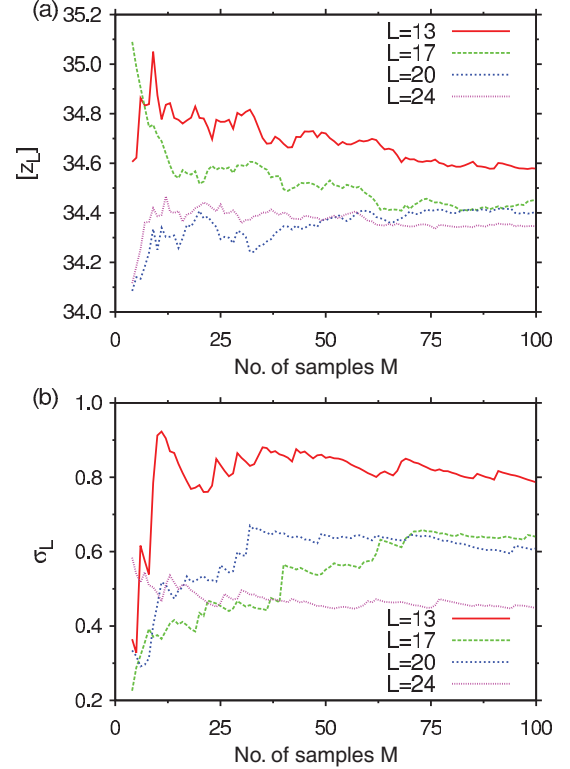 (a)
35.2
35.0
34.8
34.6
34.4
34.2
34.0
[z_L]
L=13
L=17
L=20
L=24
0
25
50
75
100
No. of samples M
(b)
1.0
0.8
0.6
0.4
0.2
σ_L
L=13
L=17
L=20
L=24
0
25
50
75
100
No. of samples M